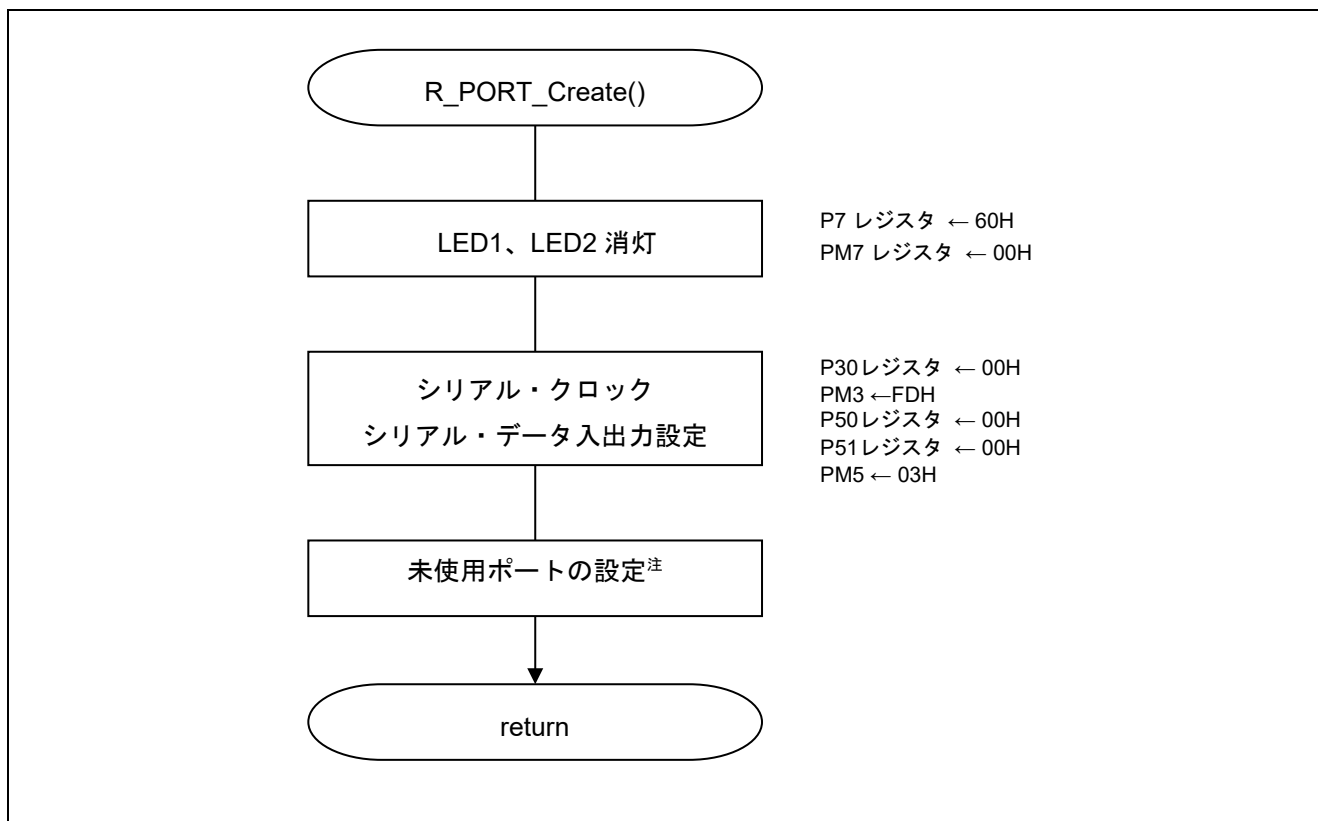 R_PORT_Create()
LED1、LED2 消灯
P7 レジスタ ← 60H
PM7 レジスタ ← 00H
シリアル・クロック
シリアル・データ入出力設定
P30レジスタ ← 00H
PM3 ←FDH
P50レジスタ ← 00H
P51レジスタ ← 00H
PM5 ← 03H
未使用ポートの設定注
return